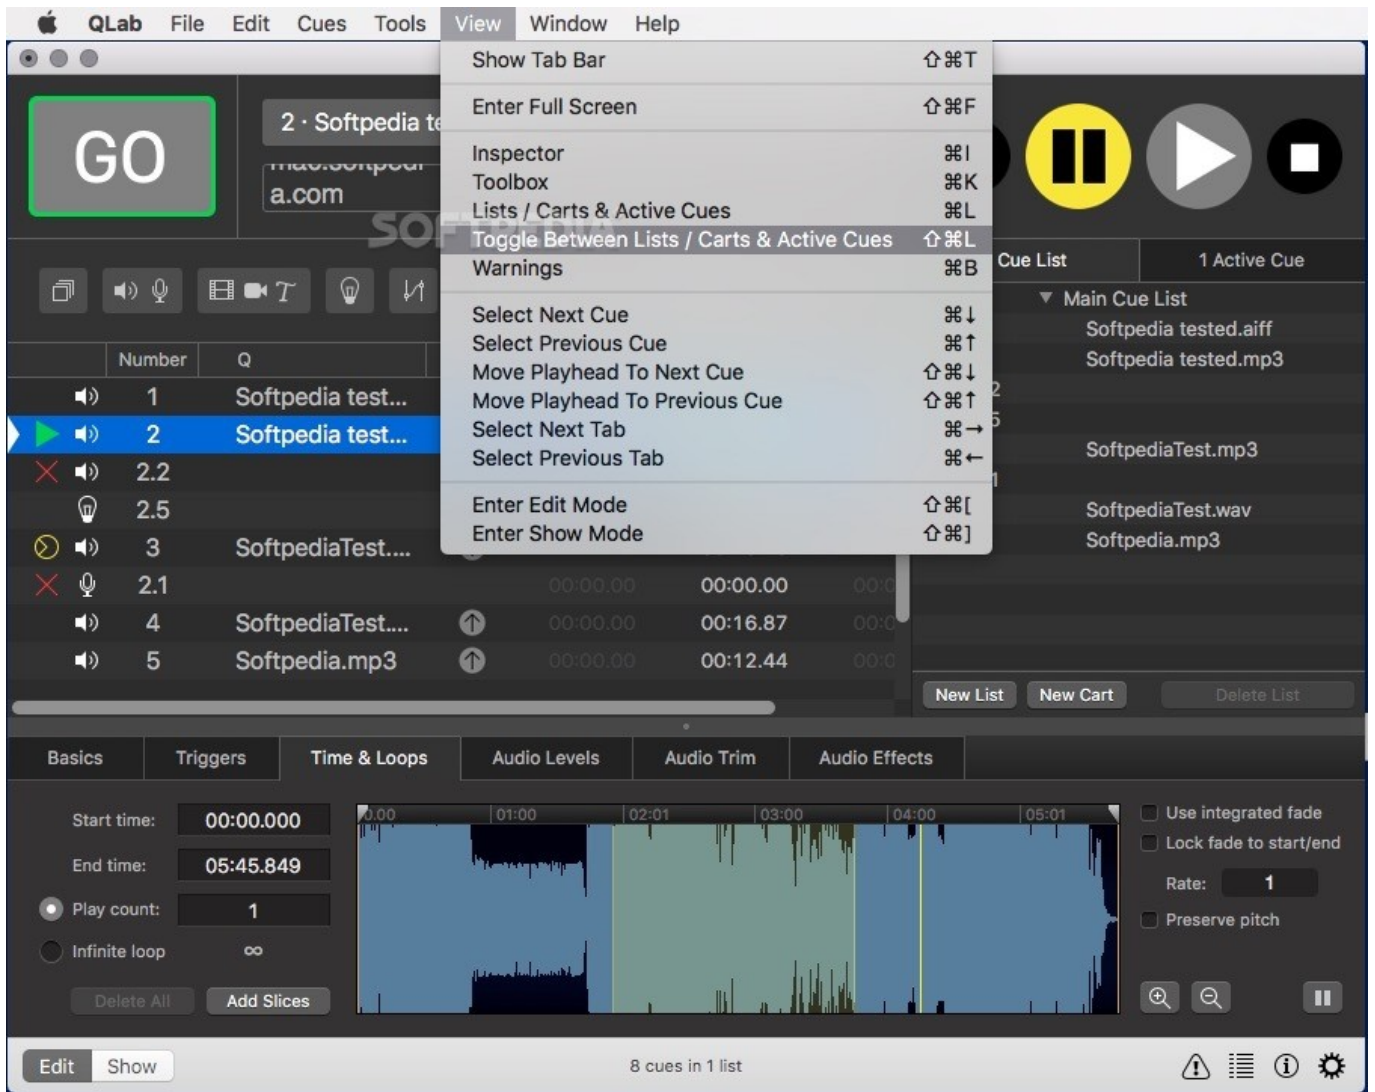 QLab File Edit Cues Tools View Window Help
Show Tab Bar ⇧⌘T
Enter Full Screen ⇧⌘F
Inspector ⌘I
Toolbox ⌘K
Lists / Carts & Active Cues ⌘L
Toggle Between Lists / Carts & Active Cues ⇧⌘L
Warnings ⌘B
Select Next Cue ⌘↓
Select Previous Cue ⌘↑
Move Playhead To Next Cue ⇧⌘↓
Move Playhead To Previous Cue ⇧⌘↑
Select Next Tab ⌘→
Select Previous Tab ⌘←
Enter Edit Mode ⇧⌘[
Enter Show Mode ⇧⌘]
GO
2 · Softpedia te
a.com
SOFTPEDIA
Number Q
1 Softpedia test...
2 Softpedia test...
2.2
2.5
3 SoftpediaTest....
2.1 00:00.00 00:00.00
4 SoftpediaTest.... 00:00.00 00:16.87
5 Softpedia.mp3 00:00.00 00:12.44
Cue List 1 Active Cue
Main Cue List
Softpedia tested.aiff
Softpedia tested.mp3
2
5
SoftpediaTest.mp3
1
SoftpediaTest.wav
Softpedia.mp3
New List New Cart Delete List
Basics Triggers Time & Loops Audio Levels Audio Trim Audio Effects
Start time: 00:00.000
End time: 05:45.849
Play count: 1
Infinite loop ∞
Delete All Add Slices
0.00 01:00 02:01 03:00 04:00 05:01
Use integrated fade
Lock fade to start/end
Rate: 1
Preserve pitch
Edit Show
8 cues in 1 list